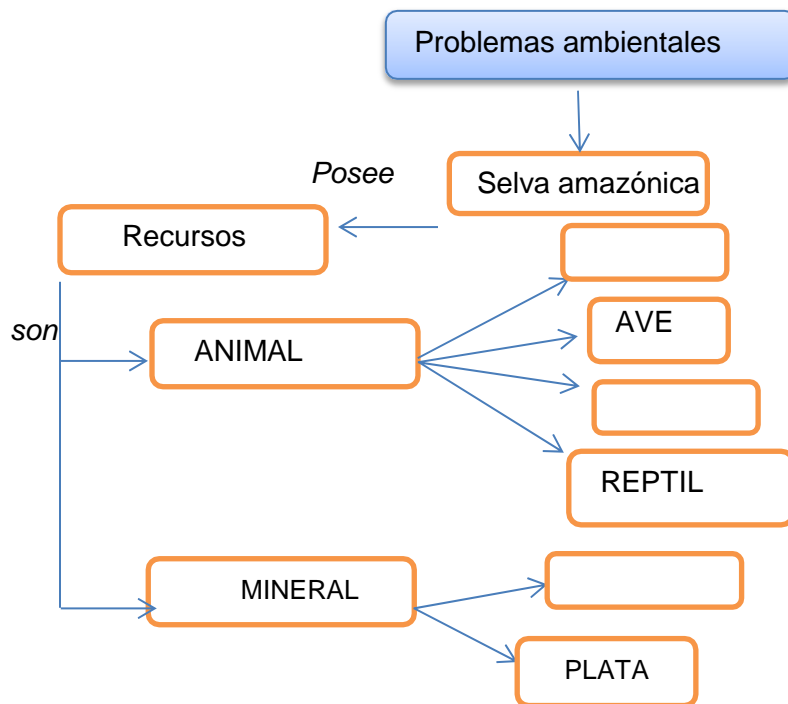 Problemas ambientales
Selva amazónica
Posee
Recursos
son
ANIMAL
AVE
REPTIL
MINERAL
PLATA